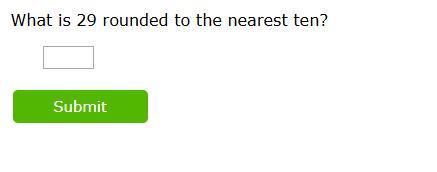 What is 29 rounded to the nearest ten?
Submit